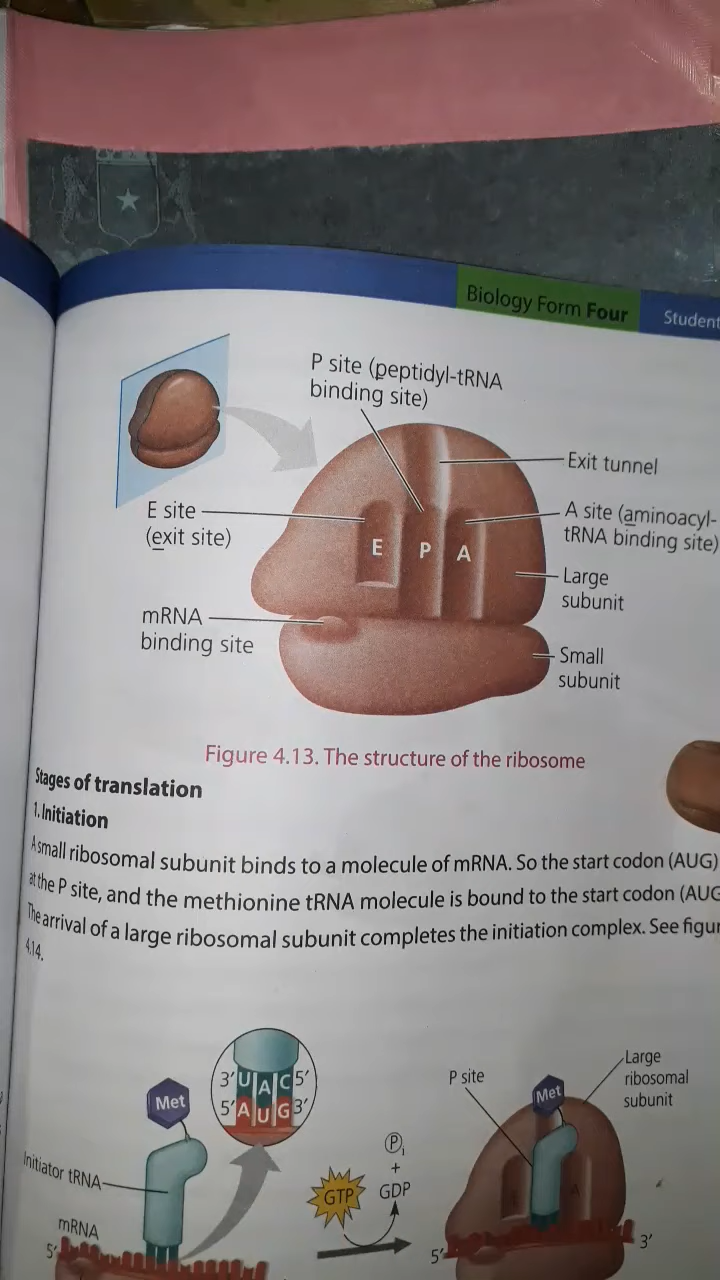 Biology Form Four
Student
P site (peptidyl-tRNA
binding site)
Exit tunnel
E site
(exit site)
A site (aminoacyl-
tRNA binding site)
E P A
Large
subunit
mRNA
binding site
Small
subunit
Figure 4.13. The structure of the ribosome
Stages of translation
1. Initiation
A small ribosomal subunit binds to a molecule of mRNA. So the start codon (AUG)
at the P site, and the methionine tRNA molecule is bound to the start codon (AUG
The arrival of a large ribosomal subunit completes the initiation complex. See figur
4.14.
3' U A C 5'
5' A U G 3'
Met
Initiator tRNA
mRNA
5'
GTP
Pi
+
GDP
P site
Met
Large
ribosomal
subunit
A
5'
3'